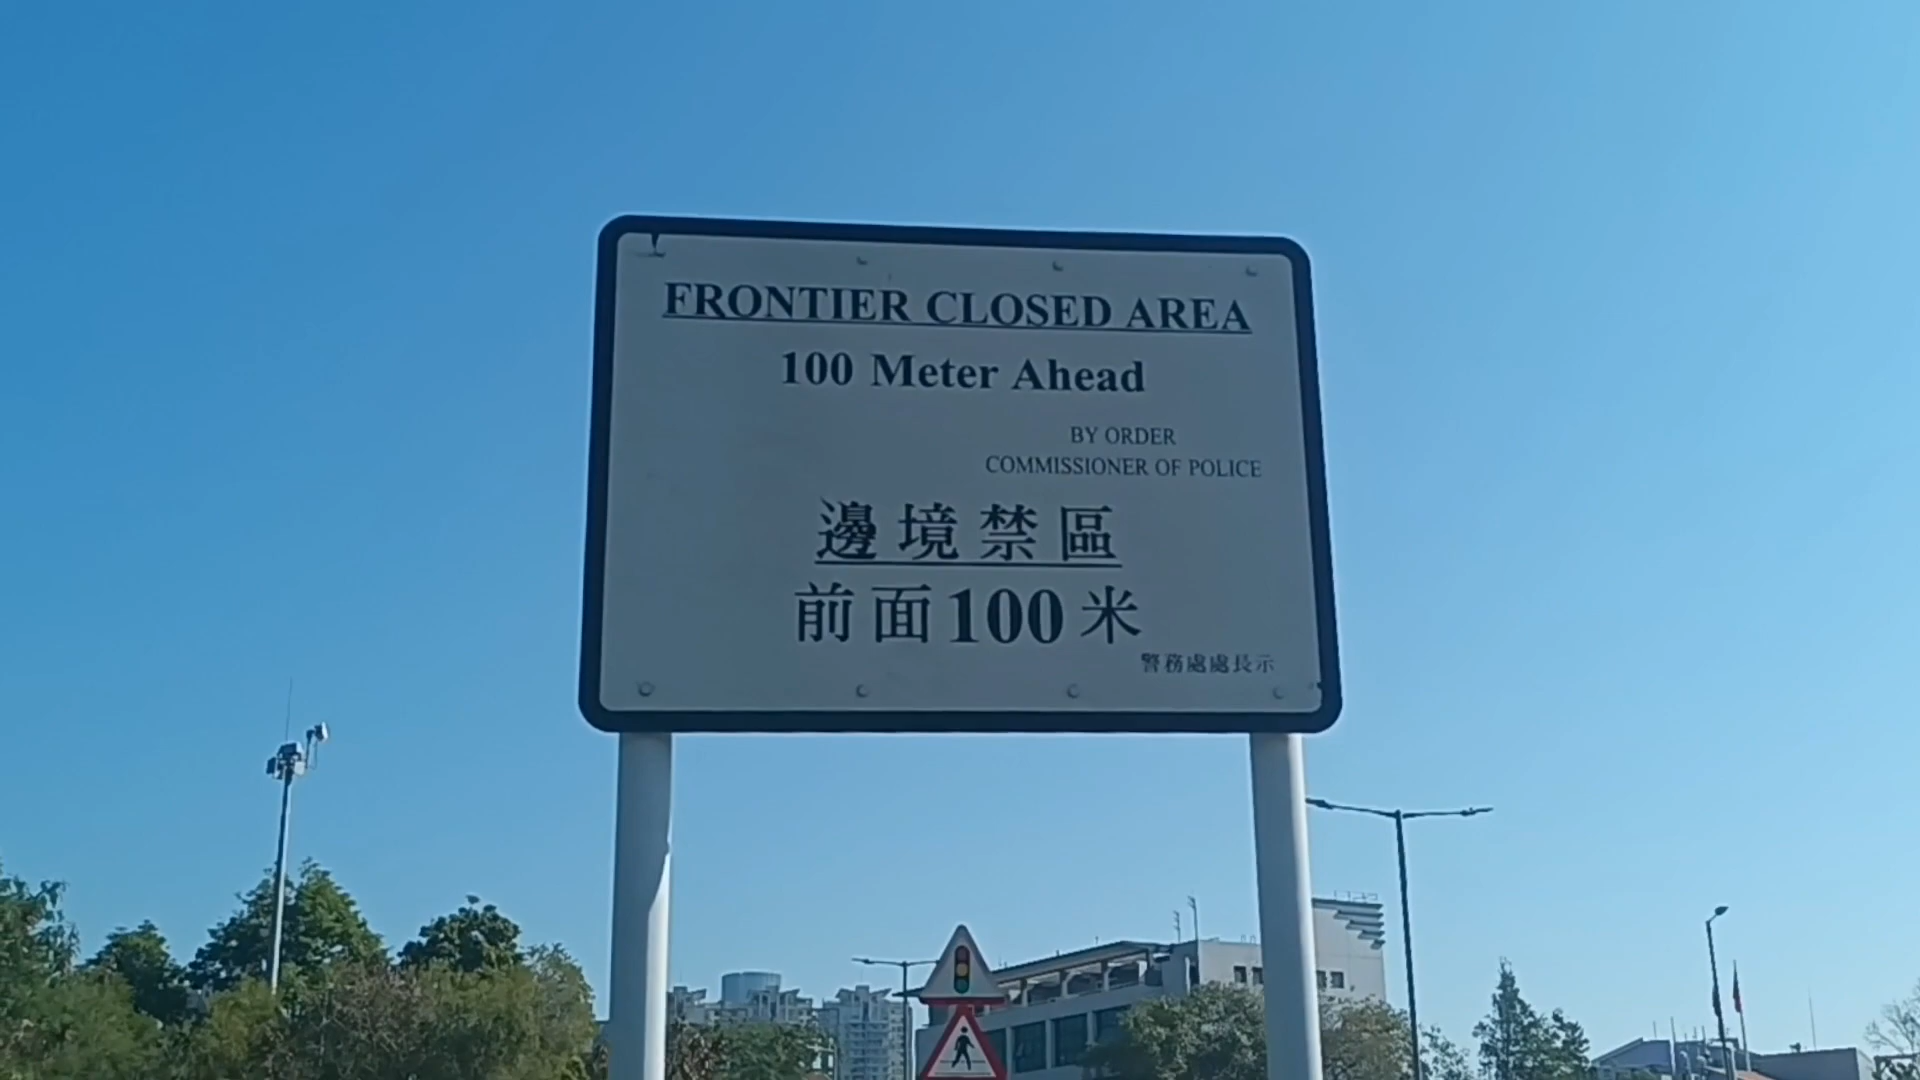 FRONTIER CLOSED AREA
100 Meter Ahead
BY ORDER
COMMISSIONER OF POLICE
邊境禁區
前面100米
警務處處長示